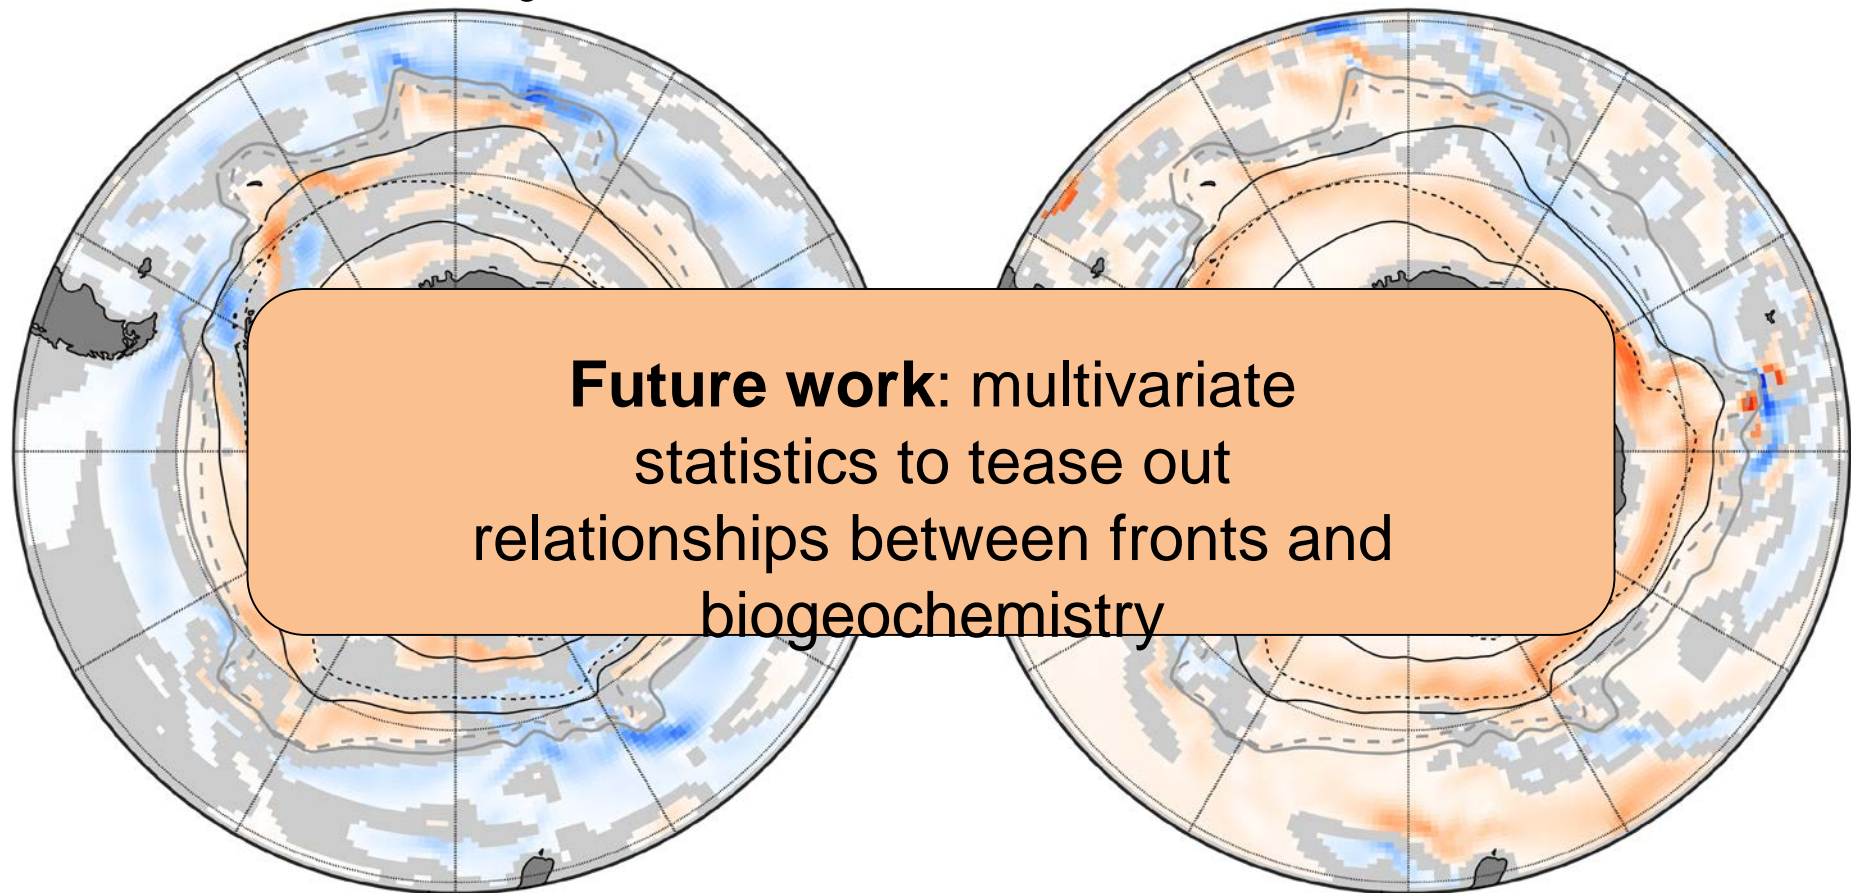 Future work: multivariate
statistics to tease out
relationships between fronts and
biogeochemistry